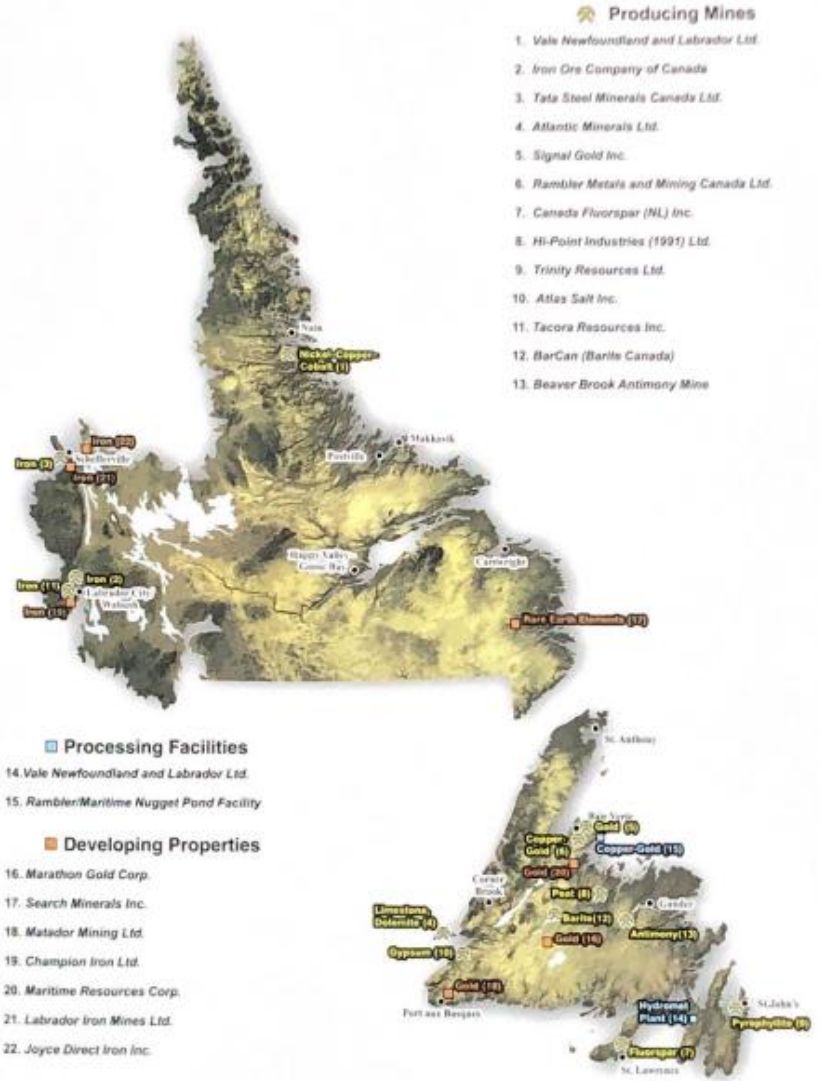 Producing Mines
1. Vale Newfoundland and Labrador Ltd.
2. Iron Ore Company of Canada
3. Tata Steel Minerals Canada Ltd.
4. Atlantic Minerals Ltd.
5. Signal Gold Inc.
6. Rambler Metals and Mining Canada Ltd.
7. Canada Fluorspar (NL) Inc.
8. Hi-Point Industries (1991) Ltd.
9. Trinity Resources Ltd.
10. Atlas Salt Inc.
11. Tacora Resources Inc.
12. BarCan (Barite Canada)
13. Beaver Brook Antimony Mine
Nain
Nickel-Copper-
Cobalt (1)
Makkovik
Postville
Iron (22)
Schefferville
Iron (3)
Iron (21)
Happy Valley
Goose Bay
Cartwright
Iron (2)
Iron (11)
Labrador City
Wabush
Iron (19)
Rare Earth Elements (17)
Processing Facilities
14. Vale Newfoundland and Labrador Ltd.
15. Rambler/Maritime Nugget Pond Facility
Developing Properties
16. Marathon Gold Corp.
17. Search Minerals Inc.
18. Matador Mining Ltd.
19. Champion Iron Ltd.
20. Maritime Resources Corp.
21. Labrador Iron Mines Ltd.
22. Joyce Direct Iron Inc.
St. Anthony
Baie Verte
Gold (5)
Copper-
Gold (6)
Copper-Gold (15)
Gold (20)
Corner
Brook
Peat (8)
Gander
Limestone,
Dolomite (4)
Barite(12)
Antimony(13)
Gold (16)
Gypsum (10)
Gold (18)
Port aux Basques
Hydromet
Plant (14)
St.John's
Pyrophyllite (9)
Fluorspar (7)
St. Lawrence